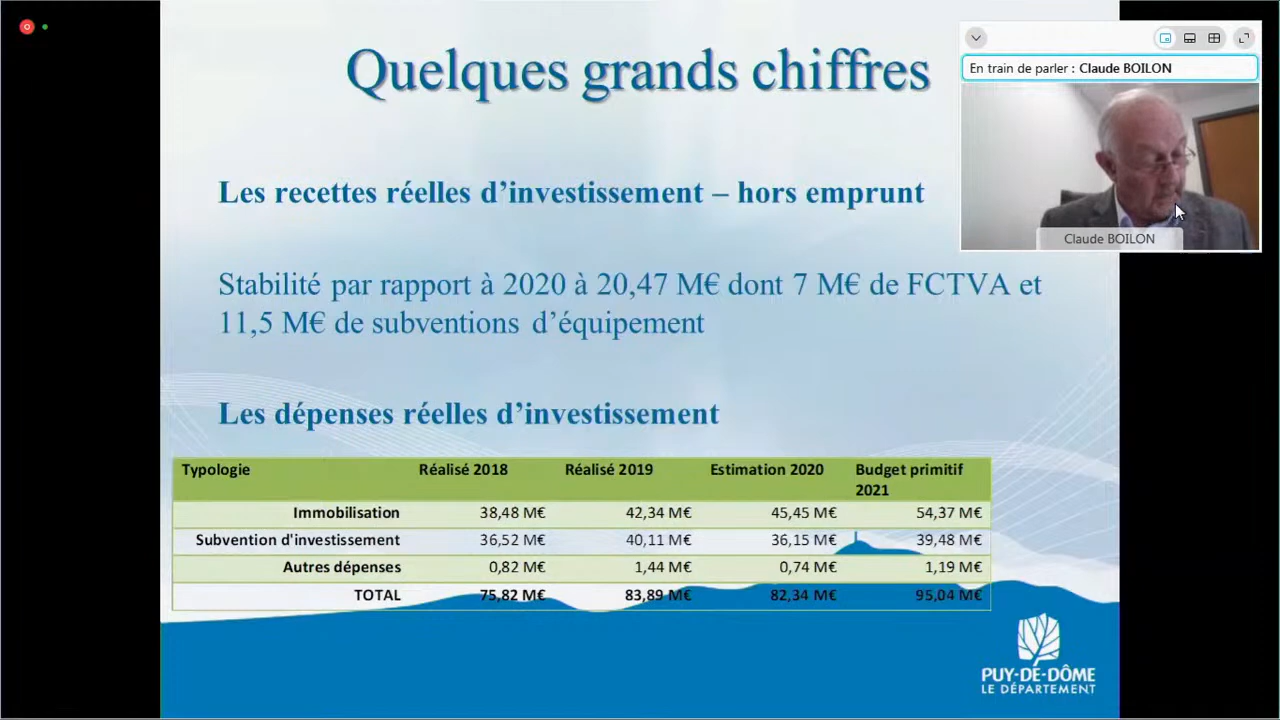 Quelques grands chiffres
En train de parler : Claude BOILON
Claude BOILON
Les recettes réelles d'investissement – hors emprunt
Stabilité par rapport à 2020 à 20,47 M€ dont 7 M€ de FCTVA et
11,5 M€ de subventions d'équipement
Les dépenses réelles d'investissement
Typologie Réalisé 2018 Réalisé 2019 Estimation 2020 Budget primitif
2021
Immobilisation 38,48 M€ 42,34 M€ 45,45 M€ 54,37 M€
Subvention d'investissement 36,52 M€ 40,11 M€ 36,15 M€ 39,48 M€
Autres dépenses 0,82 M€ 1,44 M€ 0,74 M€ 1,19 M€
TOTAL 75,82 M€ 83,89 M€ 82,34 M€ 95,04 M€
PUY-DE-DÔME
LE DÉPARTEMENT